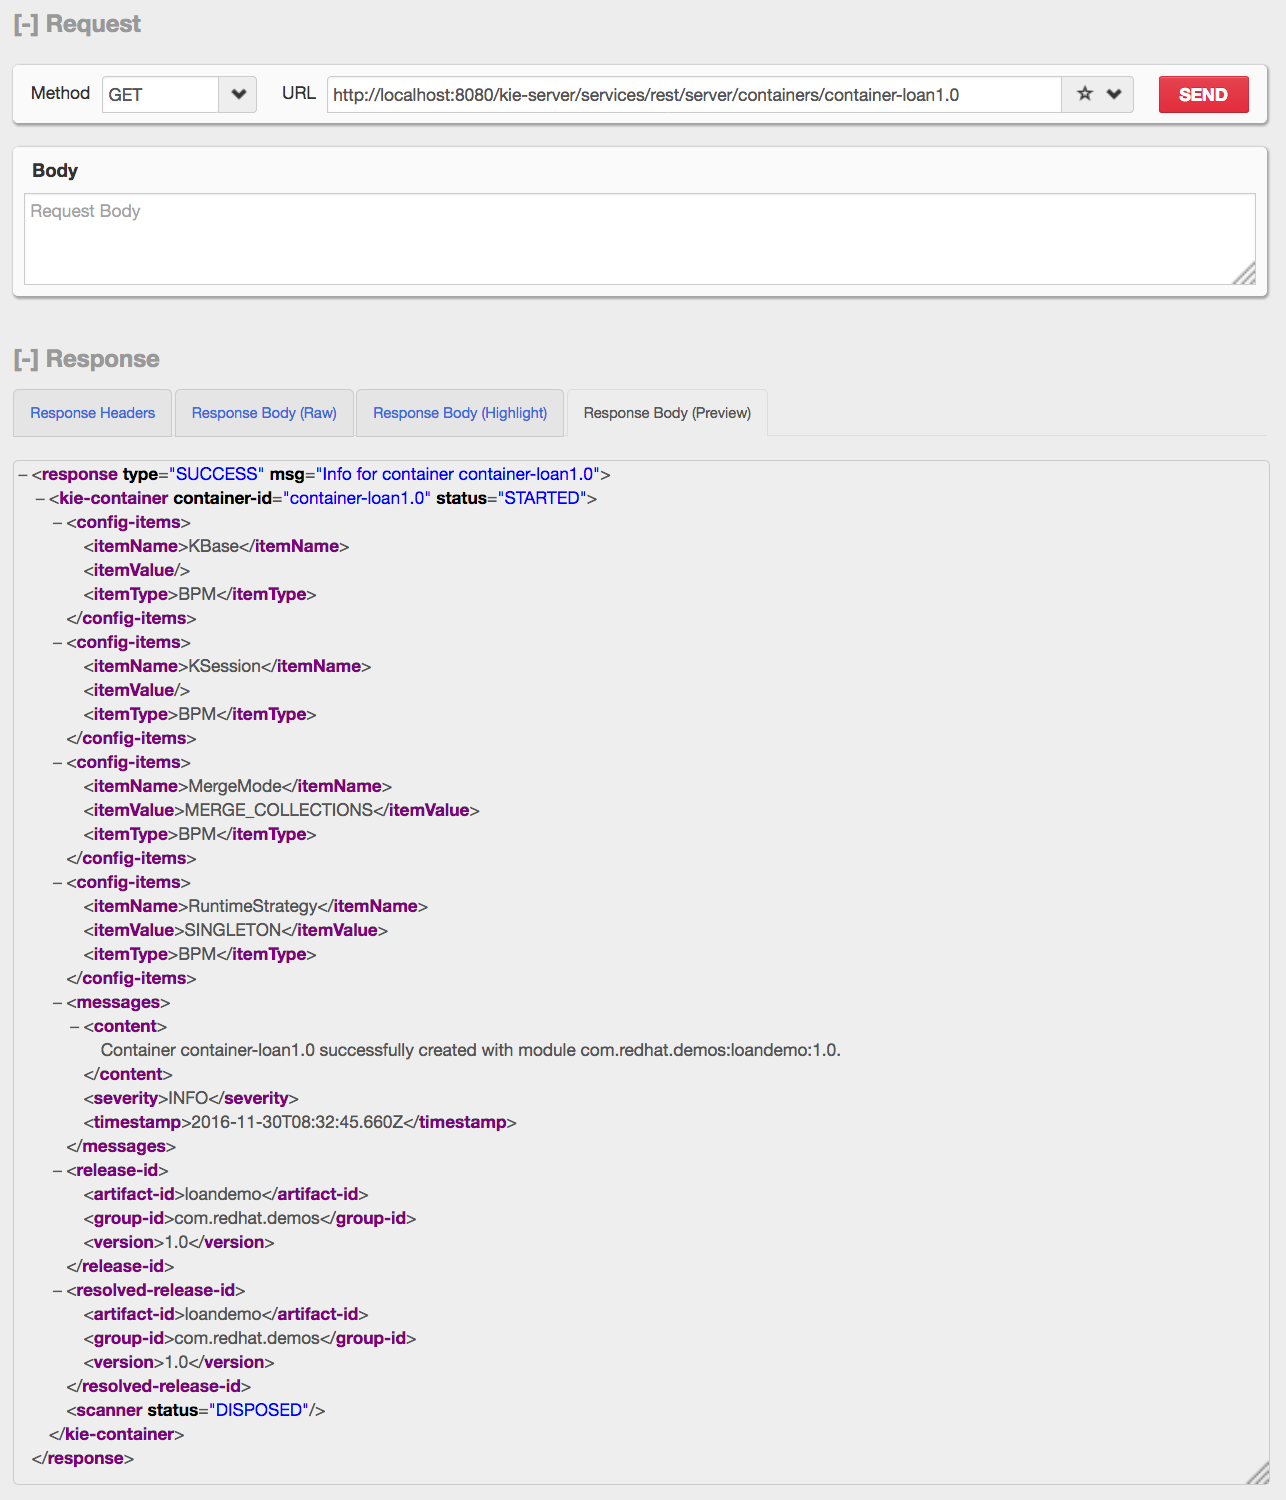 [-] Request
Method GET URL http://localhost:8080/kie-server/services/rest/server/containers/container-loan1.0 SEND
Body
Request Body
[-] Response
Response Headers Response Body (Raw) Response Body (Highlight) Response Body (Preview)
– <response type="SUCCESS" msg="Info for container container-loan1.0">
– <kie-container container-id="container-loan1.0" status="STARTED">
– <config-items>
<itemName>KBase</itemName>
<itemValue/>
<itemType>BPM</itemType>
</config-items>
– <config-items>
<itemName>KSession</itemName>
<itemValue/>
<itemType>BPM</itemType>
</config-items>
– <config-items>
<itemName>MergeMode</itemName>
<itemValue>MERGE_COLLECTIONS</itemValue>
<itemType>BPM</itemType>
</config-items>
– <config-items>
<itemName>RuntimeStrategy</itemName>
<itemValue>SINGLETON</itemValue>
<itemType>BPM</itemType>
</config-items>
– <messages>
– <content>
Container container-loan1.0 successfully created with module com.redhat.demos:loandemo:1.0.
</content>
<severity>INFO</severity>
<timestamp>2016-11-30T08:32:45.660Z</timestamp>
</messages>
– <release-id>
<artifact-id>loandemo</artifact-id>
<group-id>com.redhat.demos</group-id>
<version>1.0</version>
</release-id>
– <resolved-release-id>
<artifact-id>loandemo</artifact-id>
<group-id>com.redhat.demos</group-id>
<version>1.0</version>
</resolved-release-id>
<scanner status="DISPOSED"/>
</kie-container>
</response>